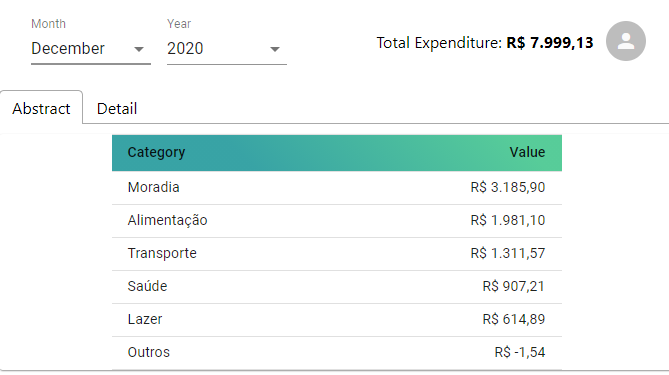 Month Year
December 2020 Total Expenditure: R$ 7.999,13
Abstract Detail
Category Value
Moradia R$ 3.185,90
Alimentação R$ 1.981,10
Transporte R$ 1.311,57
Saúde R$ 907,21
Lazer R$ 614,89
Outros R$ -1,54